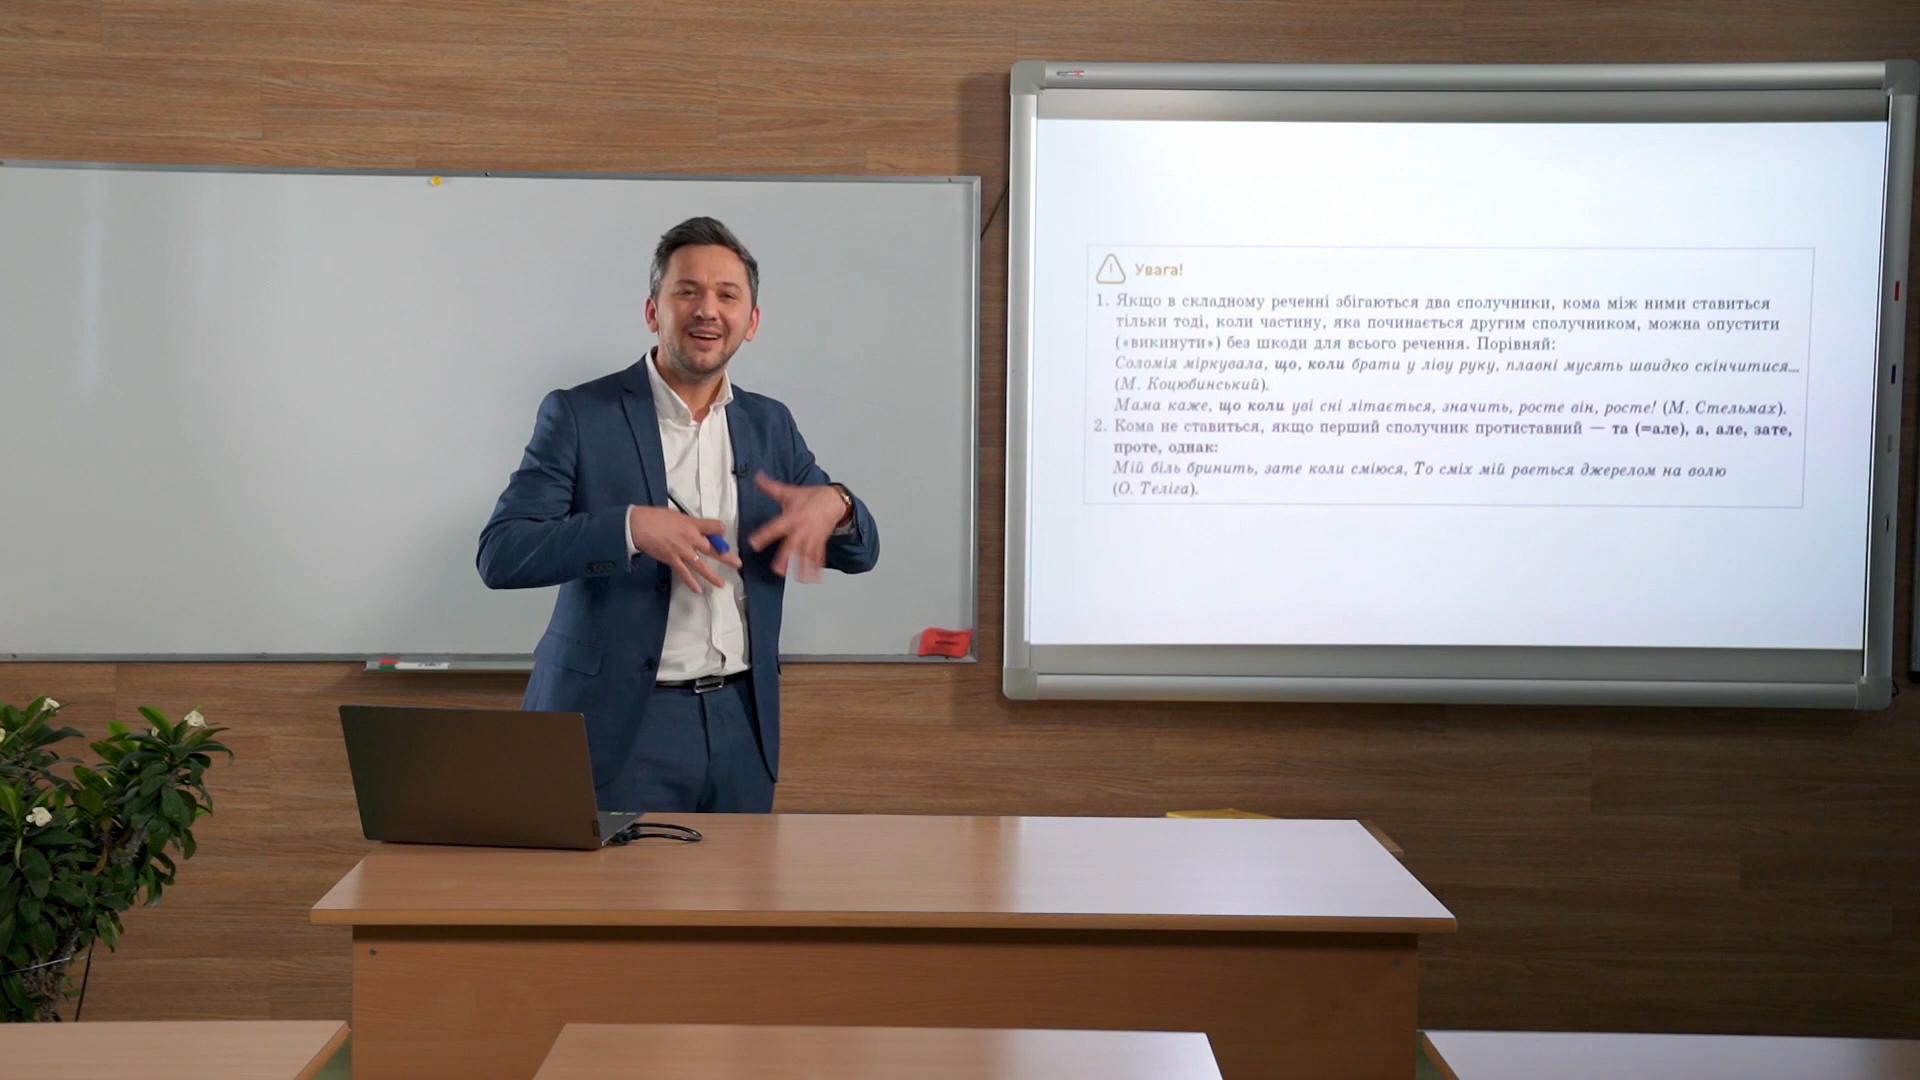 Увага!
1. Якщо в складному реченні збігаються два сполучники, кома між ними ставиться
тільки тоді, коли частину, яка починається другим сполучником, можна опустити
(«викинути») без шкоди для всього речення. Порівняй:
Соломія міркувала, що, коли брати у ліву руку, плавні мусять швидко скінчитися...
(М. Коцюбинський).
Мама каже, що коли уві сні літається, значить, росте він, росте! (М. Стельмах).
2. Кома не ставиться, якщо перший сполучник протиставний — та (=але), а, але, зате,
проте, однак:
Мій біль бринить, зате коли сміюся, То сміх мій рветься джерелом на волю
(О. Теліга).